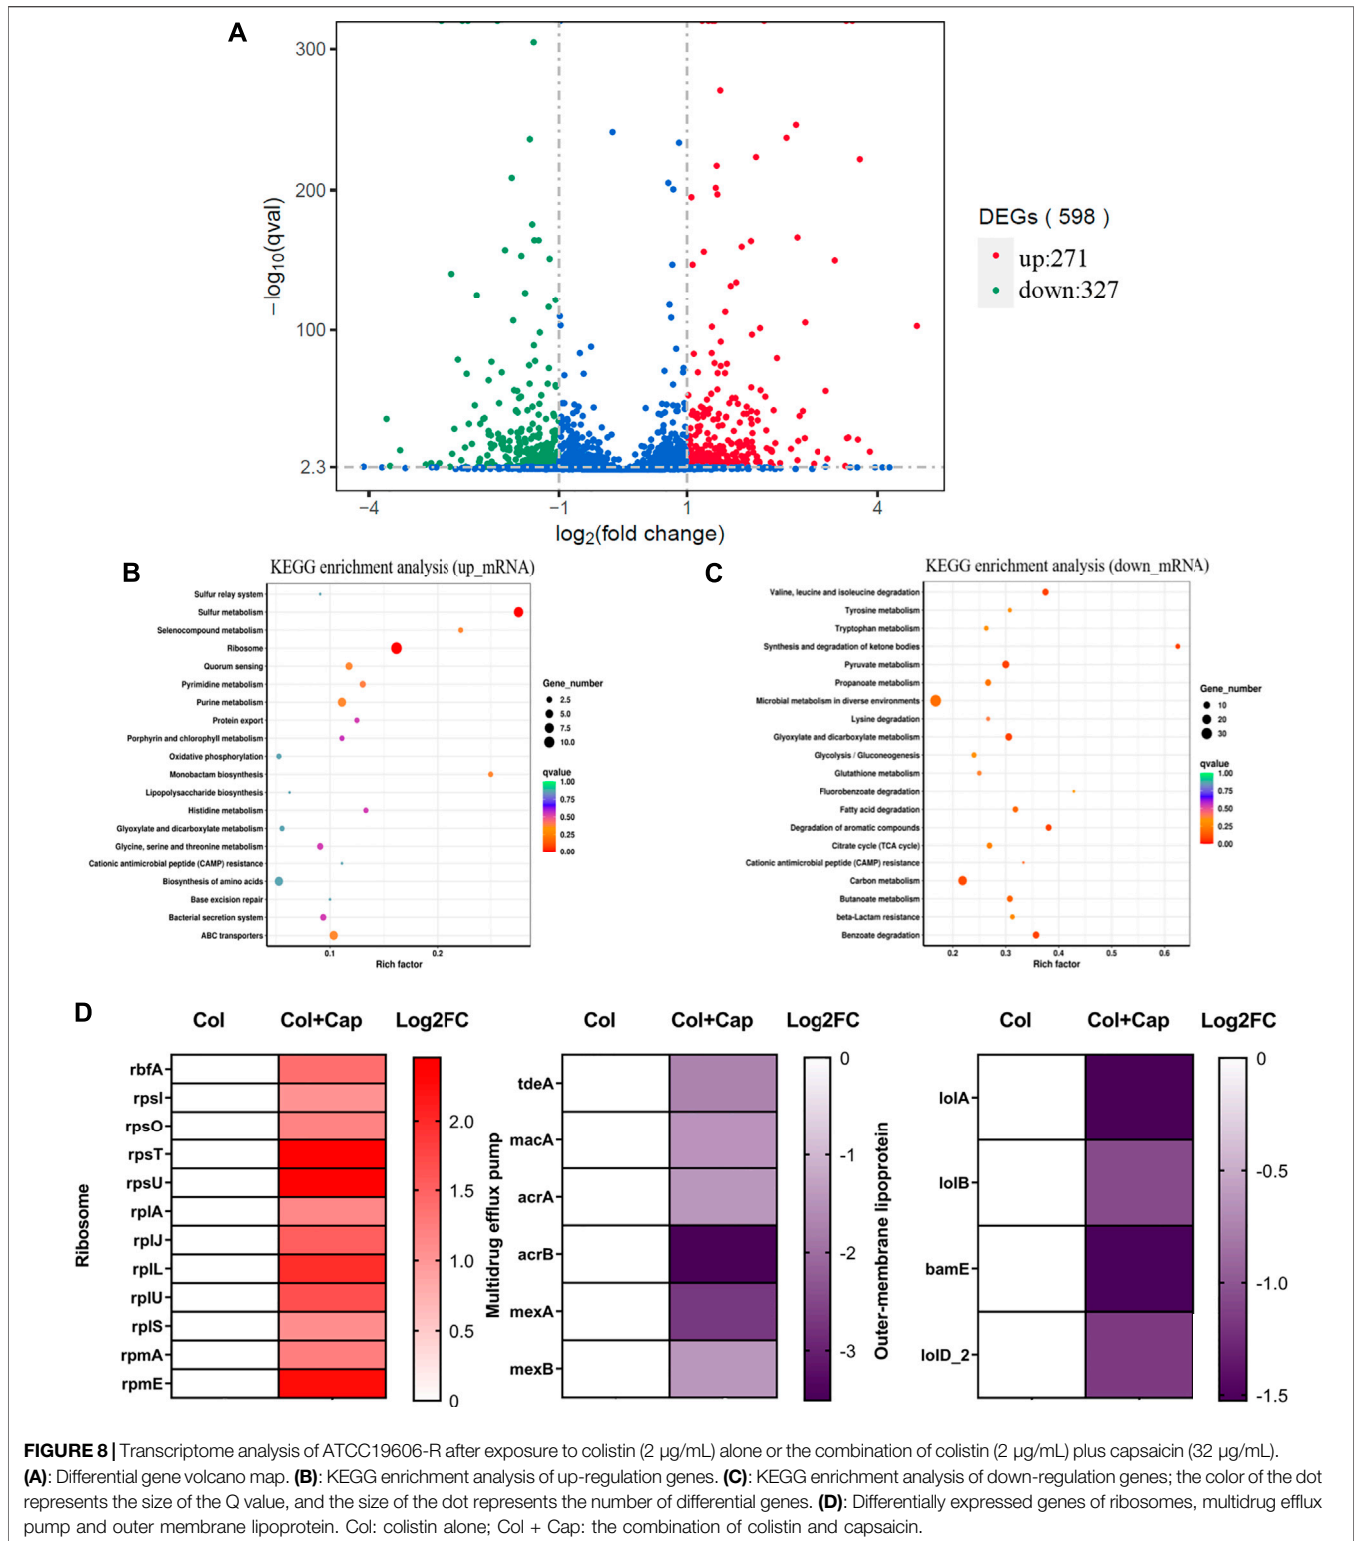 A
300
200
100
2.3
−log10(qval)
−4
−1
1
4
log2(fold change)
DEGs ( 598 )
up:271
down:327
B
KEGG enrichment analysis (up_mRNA)
Sulfur relay system
Sulfur metabolism
Selenocompound metabolism
Ribosome
Quorum sensing
Pyrimidine metabolism
Purine metabolism
Protein export
Porphyrin and chlorophyll metabolism
Oxidative phosphorylation
Monobactam biosynthesis
Lipopolysaccharide biosynthesis
Histidine metabolism
Glyoxylate and dicarboxylate metabolism
Glycine, serine and threonine metabolism
Cationic antimicrobial peptide (CAMP) resistance
Biosynthesis of amino acids
Base excision repair
Bacterial secretion system
ABC transporters
0.1
0.2
Rich factor
Gene_number
2.5
5.0
7.5
10.0
qvalue
1.00
0.75
0.50
0.25
0.00
C
KEGG enrichment analysis (down_mRNA)
Valine, leucine and isoleucine degradation
Tyrosine metabolism
Tryptophan metabolism
Synthesis and degradation of ketone bodies
Pyruvate metabolism
Propanoate metabolism
Microbial metabolism in diverse environments
Lysine degradation
Glyoxylate and dicarboxylate metabolism
Glycolysis / Gluconeogenesis
Glutathione metabolism
Fluorobenzoate degradation
Fatty acid degradation
Degradation of aromatic compounds
Citrate cycle (TCA cycle)
Cationic antimicrobial peptide (CAMP) resistance
Carbon metabolism
Butanoate metabolism
beta-Lactam resistance
Benzoate degradation
0.2
0.3
0.4
0.5
0.6
Rich factor
Gene_number
10
20
30
qvalue
1.00
0.75
0.50
0.25
0.00
D
Col
Col+Cap
Log2FC
Ribosome
rbfA
rpsI
rpsO
rpsT
rpsU
rplA
rplJ
rplL
rplU
rplS
rpmA
rpmE
2.0
1.5
1.0
0.5
0
Col
Col+Cap
Log2FC
Multidrug efflux pump
tdeA
macA
acrA
acrB
mexA
mexB
0
-1
-2
-3
Col
Col+Cap
Log2FC
Outer-membrane lipoprotein
lolA
lolB
bamE
lolD_2
0
-0.5
-1.0
-1.5
FIGURE 8 | Transcriptome analysis of ATCC19606-R after exposure to colistin (2 μg/mL) alone or the combination of colistin (2 μg/mL) plus capsaicin (32 μg/mL).
(A): Differential gene volcano map. (B): KEGG enrichment analysis of up-regulation genes. (C): KEGG enrichment analysis of down-regulation genes; the color of the dot
represents the size of the Q value, and the size of the dot represents the number of differential genes. (D): Differentially expressed genes of ribosomes, multidrug efflux
pump and outer membrane lipoprotein. Col: colistin alone; Col + Cap: the combination of colistin and capsaicin.